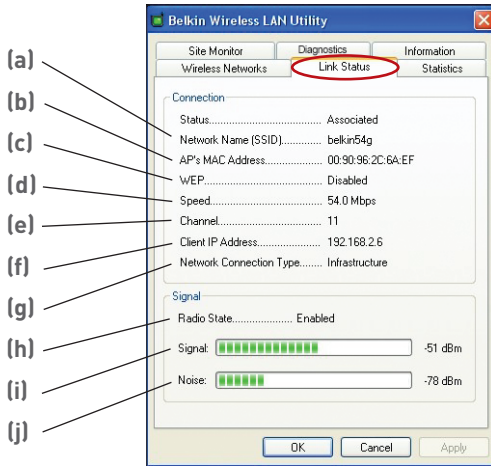 Belkin Wireless LAN Utility
Site Monitor Diagnostics Information
Wireless Networks Link Status Statistics
Connection
Status........................ Associated
(a) Network Name (SSID)............. belkin54g
(b) AP's MAC Address............... 00:90:96:2C:6A:EF
(c) WEP............................... Disabled
(d) Speed.............................. 54.0 Mbps
(e) Channel........................... 11
(f) Client IP Address.................... 192.168.2.6
(g) Network Connection Type....... Infrastructure
Signal
(h) Radio State.................... Enabled
(i) Signal: -51 dBm
(j) Noise: -78 dBm
OK Cancel Apply